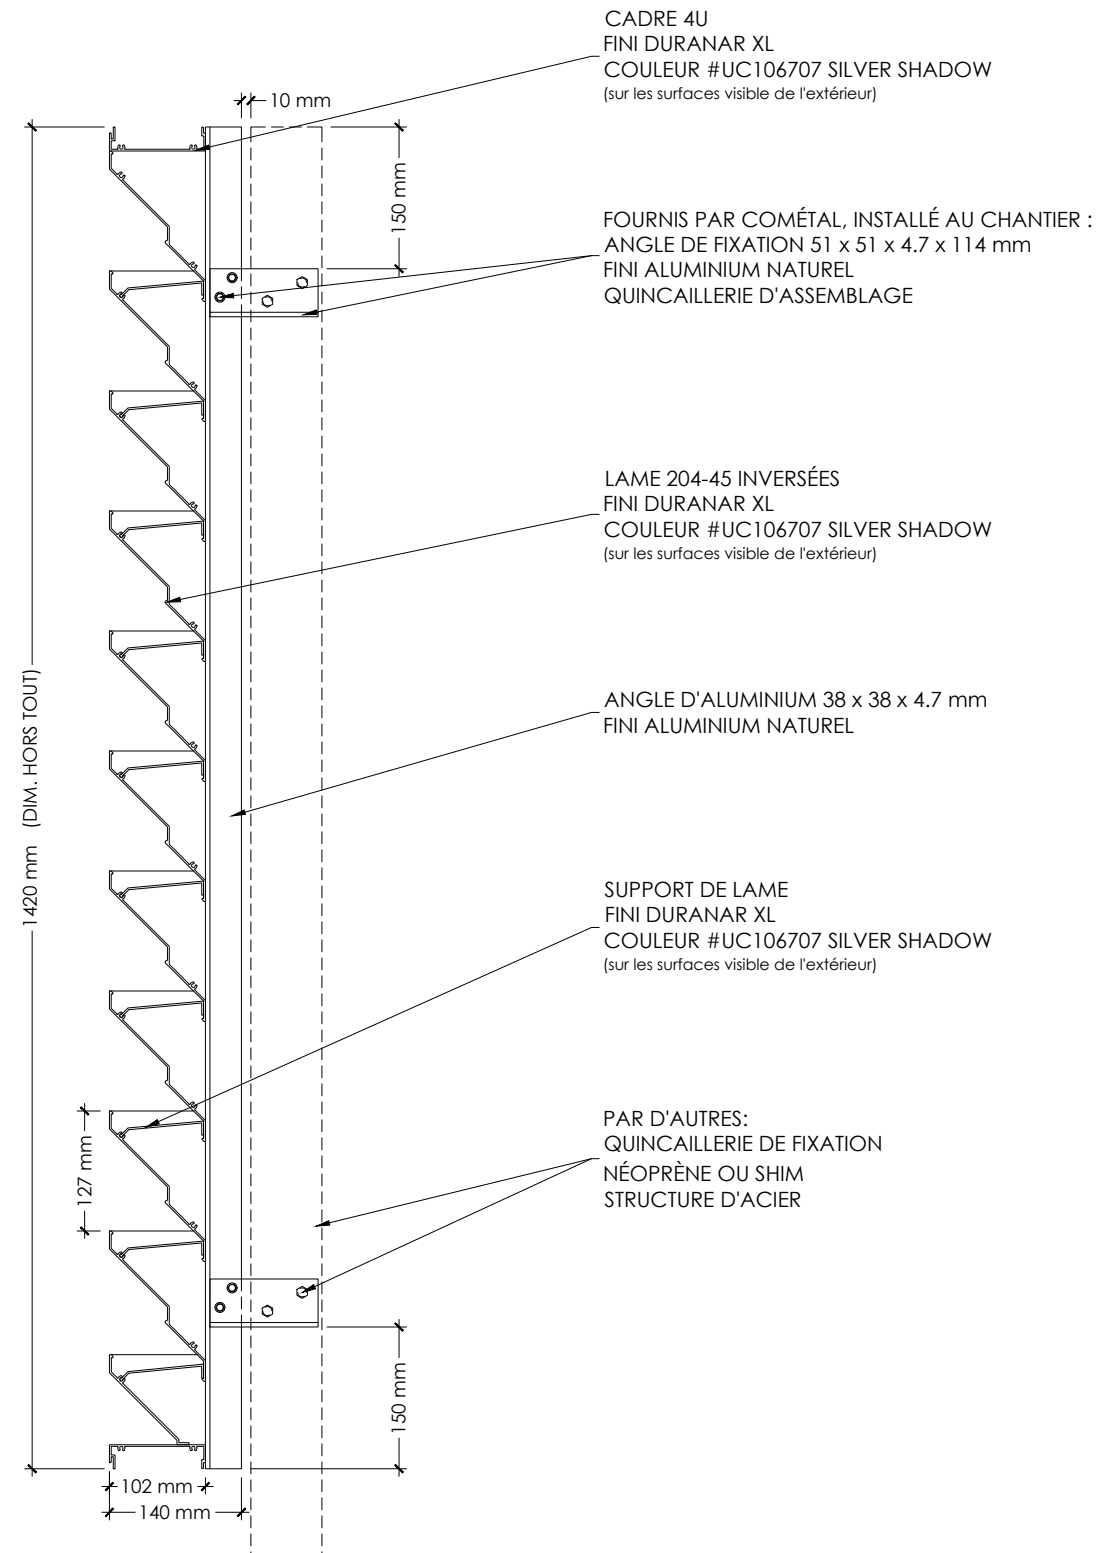 CADRE 4U
FINI DURANAR XL
COULEUR #UC106707 SILVER SHADOW
(sur les surfaces visible de l'extérieur)
10 mm
150 mm
FOURNIS PAR COMÉTAL, INSTALLÉ AU CHANTIER :
ANGLE DE FIXATION 51 x 51 x 4.7 x 114 mm
FINI ALUMINIUM NATUREL
QUINCAILLERIE D'ASSEMBLAGE
LAME 204-45 INVERSÉES
FINI DURANAR XL
COULEUR #UC106707 SILVER SHADOW
(sur les surfaces visible de l'extérieur)
ANGLE D'ALUMINIUM 38 x 38 x 4.7 mm
FINI ALUMINIUM NATUREL
1420 mm (DIM. HORS TOUT)
SUPPORT DE LAME
FINI DURANAR XL
COULEUR #UC106707 SILVER SHADOW
(sur les surfaces visible de l'extérieur)
127 mm
PAR D'AUTRES:
QUINCAILLERIE DE FIXATION
NÉOPRÈNE OU SHIM
STRUCTURE D'ACIER
150 mm
102 mm
140 mm